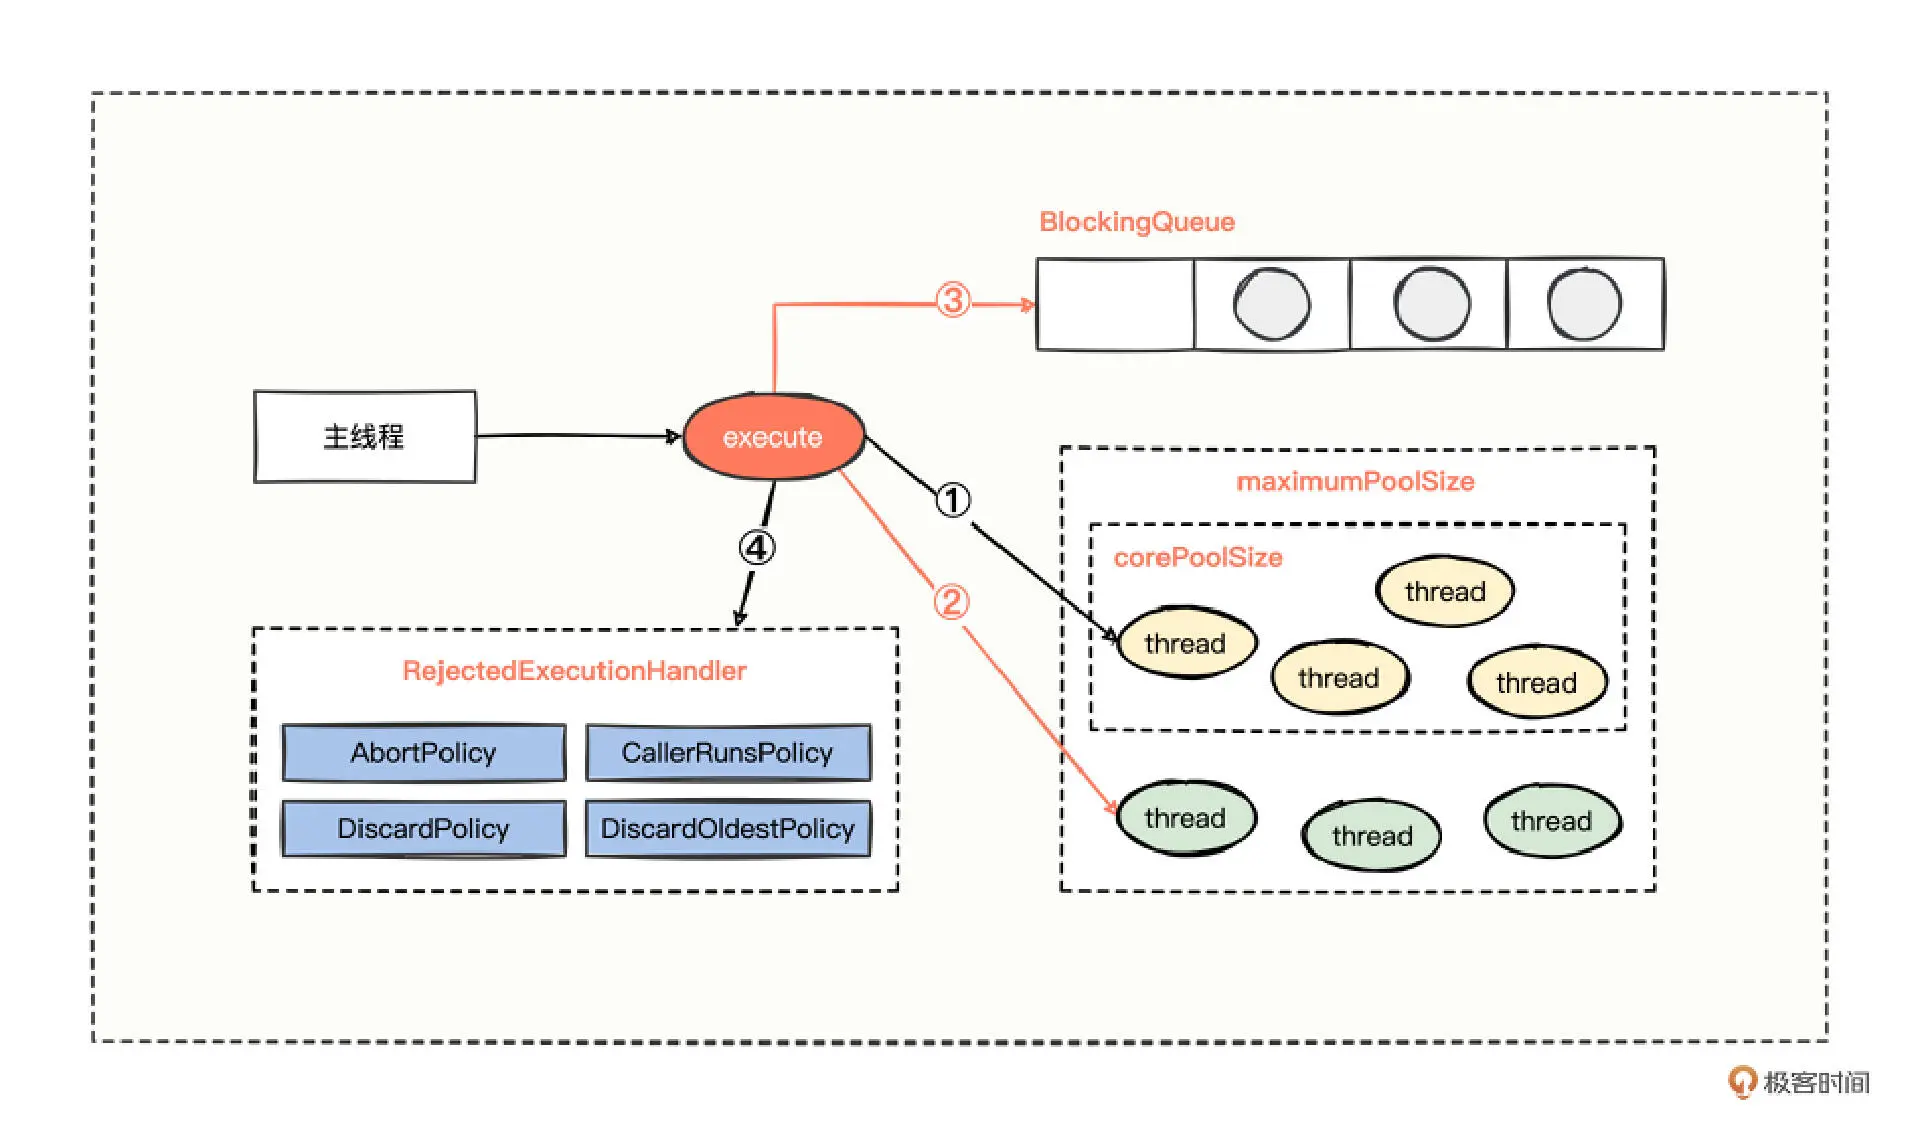 BlockingQueue
③
主线程
execute
①
④
②
maximumPoolSize
corePoolSize
thread
thread
thread
thread
RejectedExecutionHandler
AbortPolicy
CallerRunsPolicy
DiscardPolicy
DiscardOldestPolicy
thread
thread
thread
极客时间